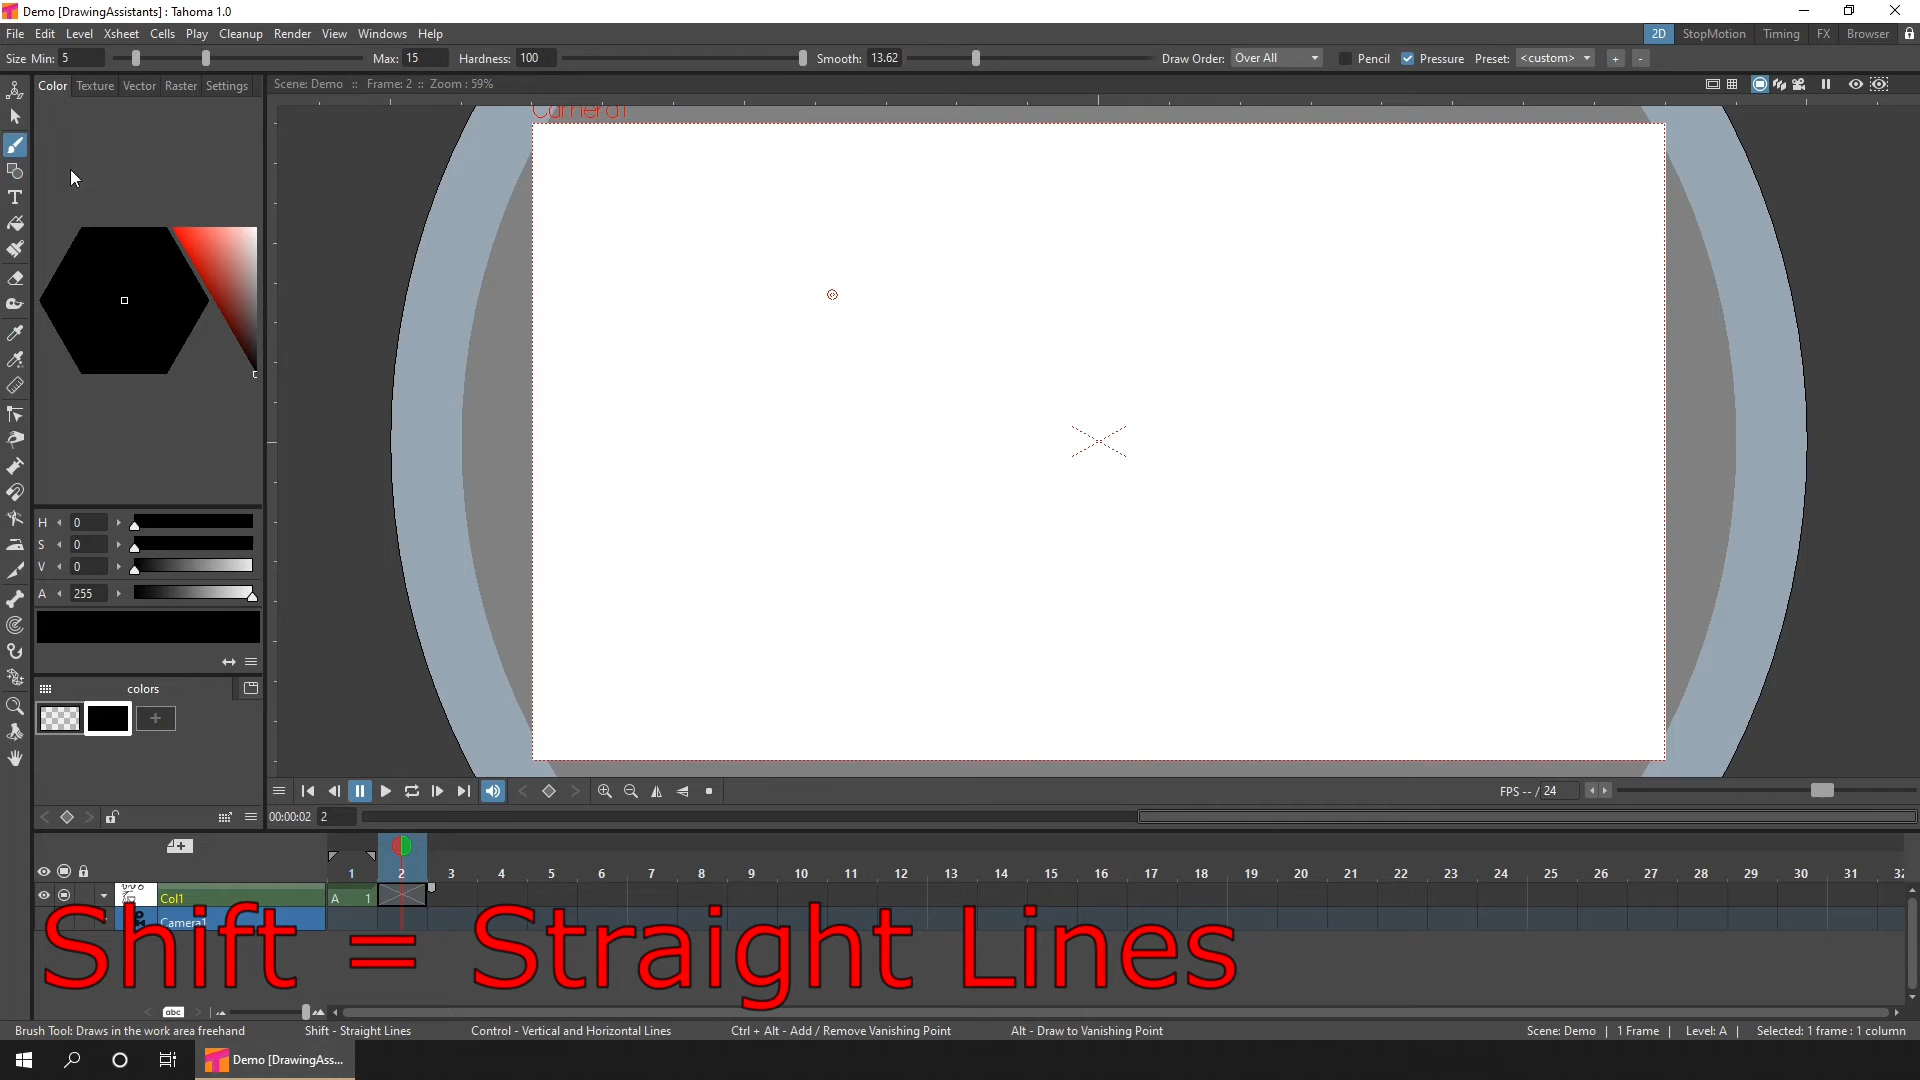 Demo [DrawingAssistants] : Tahoma 1.0
File Edit Level Xsheet Cells Play Cleanup Render View Windows Help
2D StopMotion Timing FX Browser
Size Min: 5 Max: 15 Hardness: 100 Smooth: 13.62 Draw Order: Over All Pencil Pressure Preset: <custom> + -
Color Texture Vector Raster Settings
Scene: Demo :: Frame: 2 :: Zoom : 59%
Camera1
H 0
S 0
V 0
A 255
colors
+
FPS -- / 24
00:00:02 2
1 2 3 4 5 6 7 8 9 10 11 12 13 14 15 16 17 18 19 20 21 22 23 24 25 26 27 28 29 30 31 32
Col1 A 1
Camera1
Shift = Straight Lines
abc
Brush Tool: Draws in the work area freehand Shift - Straight Lines Control - Vertical and Horizontal Lines Ctrl + Alt - Add / Remove Vanishing Point Alt - Draw to Vanishing Point
Scene: Demo | 1 Frame | Level: A | Selected: 1 frame : 1 column
Demo [DrawingAss...